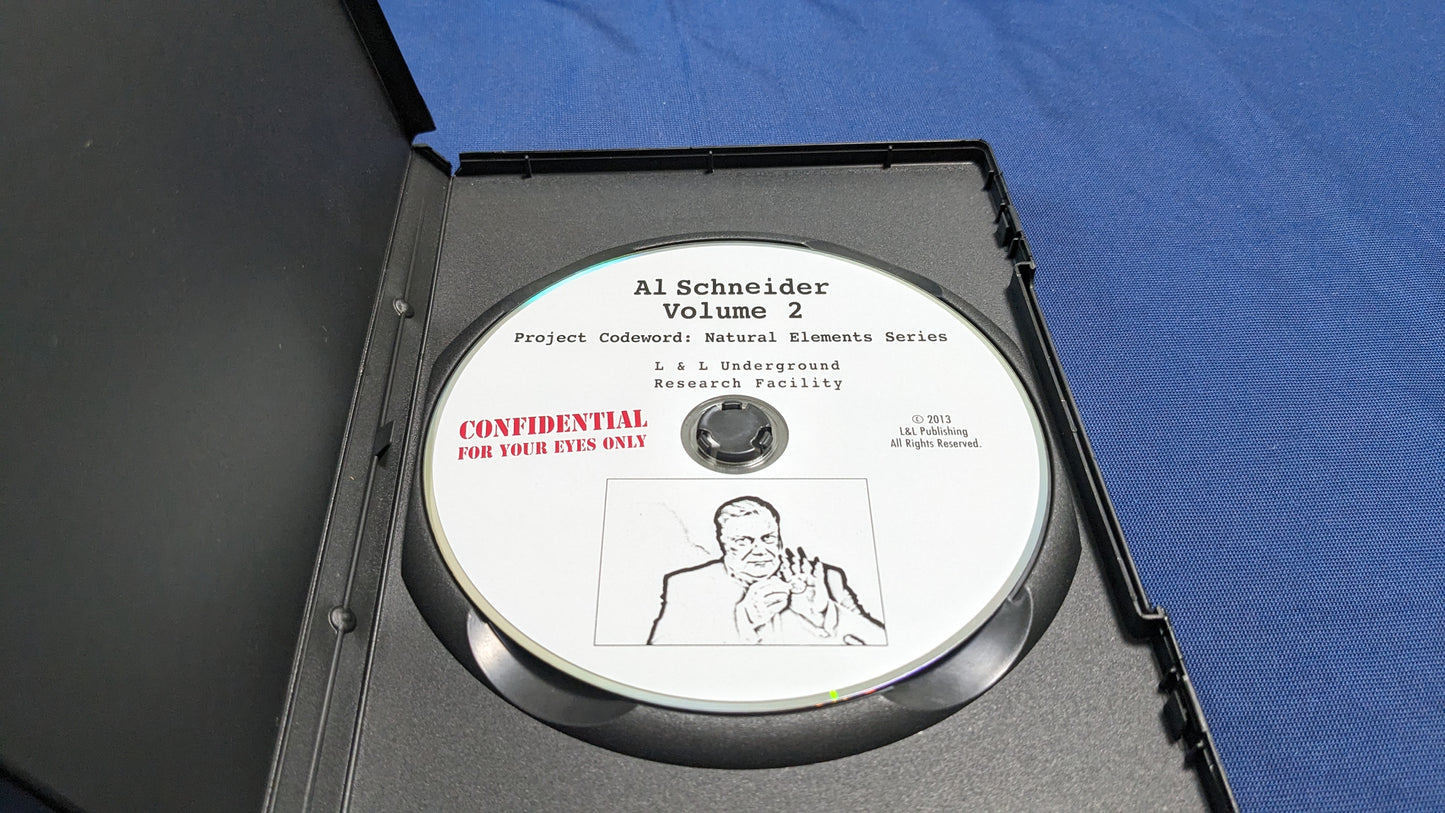 Al Schneider
Volume 2
Project Codeword: Natural Elements Series
L & L Underground
Research Facility
CONFIDENTIAL
FOR YOUR EYES ONLY
© 2013
L&L Publishing
All Rights Reserved.